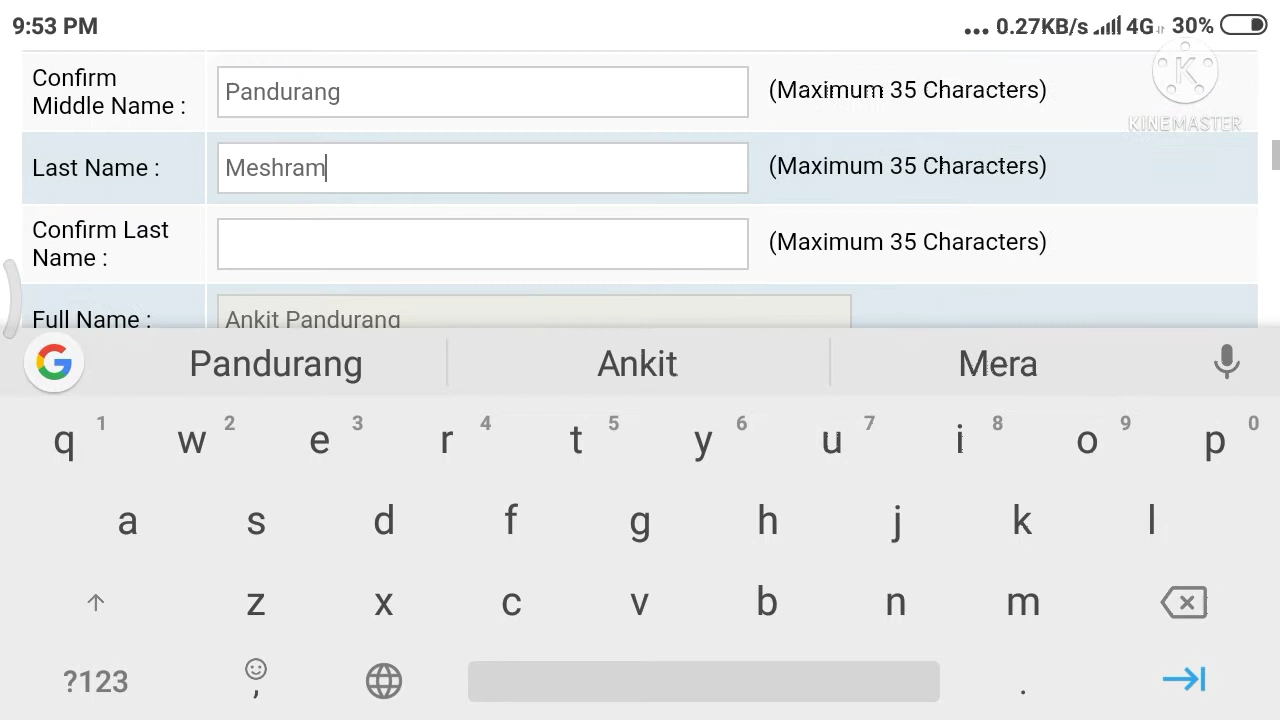 9:53 PM
... 0.27KB/s 4G 30%
Confirm
Middle Name :
Pandurang
(Maximum 35 Characters)
K
KINEMASTER
Last Name :
Meshram
(Maximum 35 Characters)
Confirm Last
Name :
(Maximum 35 Characters)
Full Name :
Ankit Pandurang
G
Pandurang
Ankit
Mera
q 1 w 2 e 3 r 4 t 5 y 6 u 7 i 8 o 9 p 0
a s d f g h j k l
z x c v b n m
?123 , .